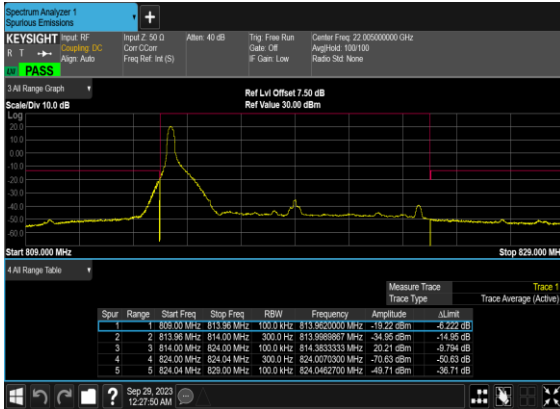 Spectrum Analyzer 1
Spurious Emissions
+
KEYSIGHT
R T
Input: RF
Coupling: DC
Align: Auto
Input Z: 50 Ω
Corr CCorr
Freq Ref: Int (S)
Atten: 40 dB
Trig: Free Run
Gate: Off
IF Gain: Low
Center Freq: 22.005000000 GHz
Avg|Hold: 100/100
Radio Std: None
PASS
3 All Range Graph
Scale/Div 10.0 dB
Ref Lvl Offset 7.50 dB
Ref Value 30.00 dBm
Log
20.0
10.0
0.00
-10.0
-20.0
-30.0
-40.0
-50.0
-60.0
Start 809.000 MHz
Stop 829.000 MH
4 All Range Table
Measure Trace Trace 1
Trace Type Trace Average (Active)
Spur Range Start Freq Stop Freq RBW Frequency Amplitude ΔLimit
1 1 809.00 MHz 813.96 MHz 100.0 kHz 813.9620000 MHz -19.22 dBm -6.222 dB
2 2 813.96 MHz 814.00 MHz 300.0 Hz 813.9989867 MHz -34.95 dBm -14.95 dB
3 3 814.00 MHz 824.00 MHz 100.0 kHz 814.3833333 MHz 20.21 dBm -9.794 dB
4 4 824.00 MHz 824.04 MHz 300.0 Hz 824.0070300 MHz -70.63 dBm -50.63 dB
5 5 824.04 MHz 829.00 MHz 100.0 kHz 824.0462700 MHz -49.71 dBm -36.71 dB
?
Sep 29, 2023
12:27:50 AM